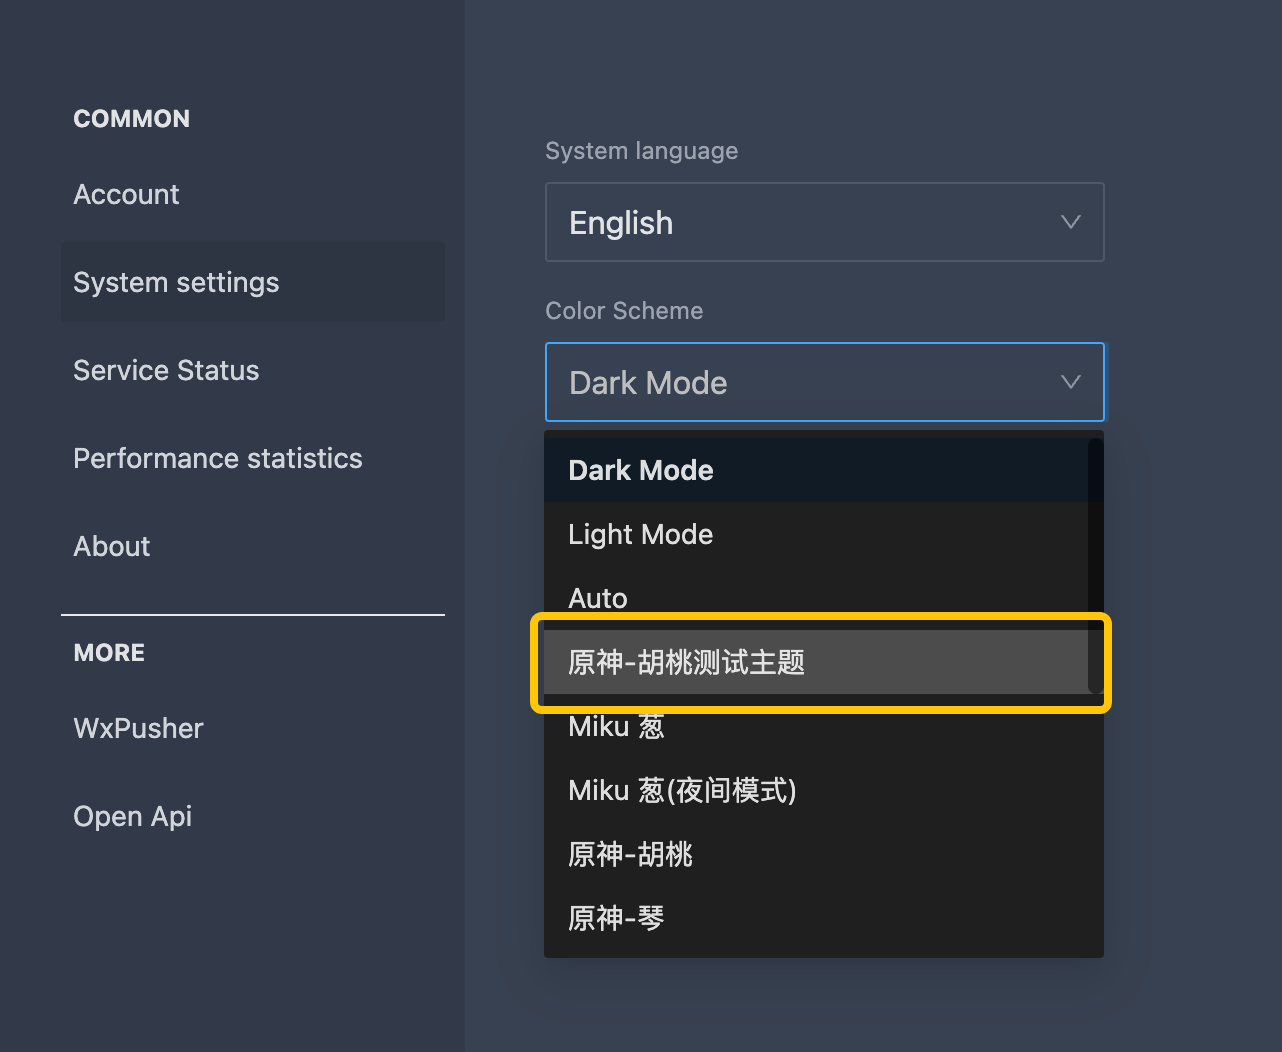 COMMON
Account
System settings
Service Status
Performance statistics
About
MORE
WxPusher
Open Api
System language
English
Color Scheme
Dark Mode
Dark Mode
Light Mode
Auto
原神-胡桃测试主题
Miku 葱
Miku 葱(夜间模式)
原神-胡桃
原神-琴